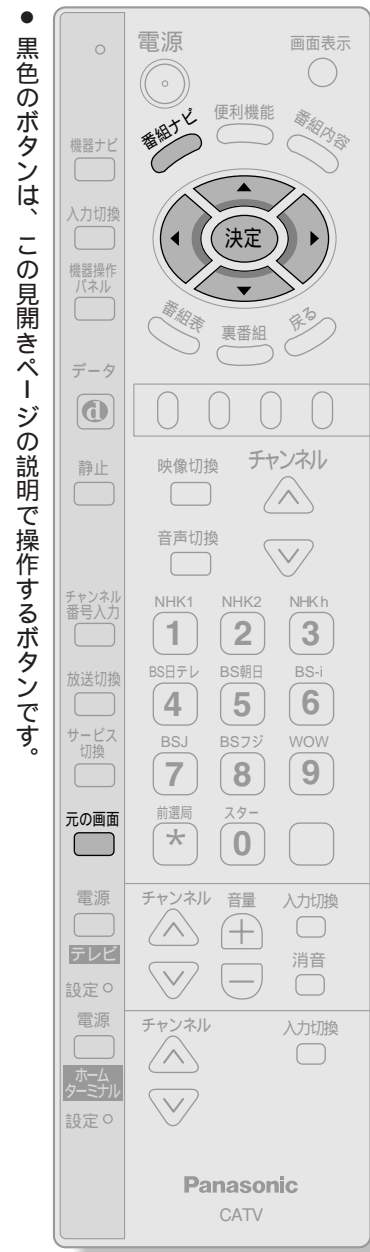 ● 黒色のボタンは、この見開きページの説明で操作するボタンです。
電源
画面表示
番組ナビ
便利機能
番組内容
機器ナビ
入力切換
決定
機器操作
パネル
番組表
裏番組
戻る
データ
d
静止
映像切換
チャンネル
音声切換
チャンネル
番号入力
NHK1 NHK2 NHKh
1 2 3
放送切換
BS日テレ BS朝日 BS-i
4 5 6
サービス
切換
BSJ BSフジ WOW
7 8 9
元の画面
前選局 スター
* 0
電源
テレビ
設定
チャンネル 音量 入力切換
+
消音
−
電源
ホーム
ターミナル
設定
チャンネル 入力切換
Panasonic
CATV